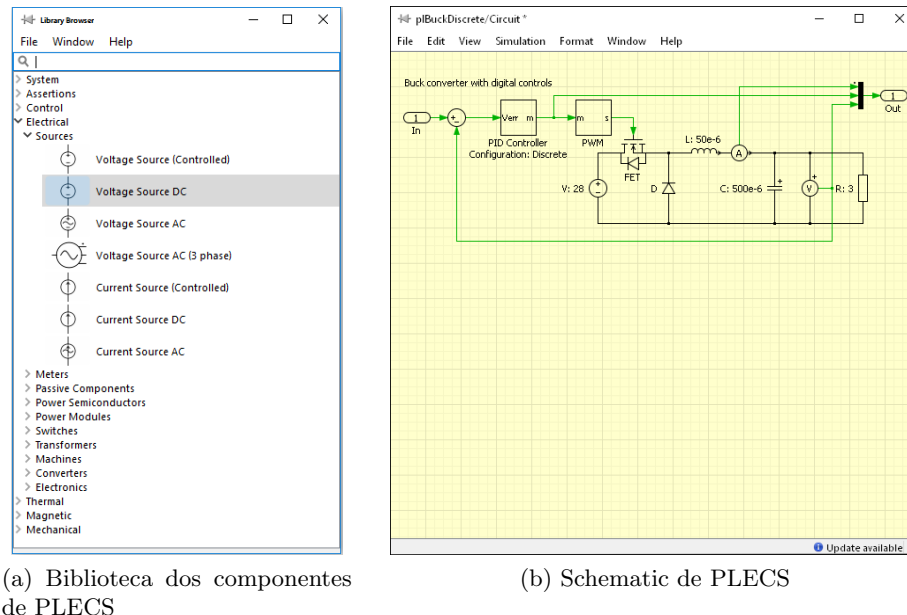 Library Browser
File Window Help
System
Assertions
Control
Electrical
Sources
Voltage Source (Controlled)
Voltage Source DC
Voltage Source AC
Voltage Source AC (3 phase)
Current Source (Controlled)
Current Source DC
Current Source AC
Meters
Passive Components
Power Semiconductors
Power Modules
Switches
Transformers
Machines
Converters
Electronics
Thermal
Magnetic
Mechanical
(a) Biblioteca dos componentes
de PLECS
plBuckDiscrete/Circuit *
File Edit View Simulation Format Window Help
Buck converter with digital controls
1
In
Verr m
PID Controller
Configuration: Discrete
m s
PWM
FET
L: 50e-6
A
1
Out
V: 28
D
C: 500e-6
V
R: 3
Update available
(b) Schematic de PLECS